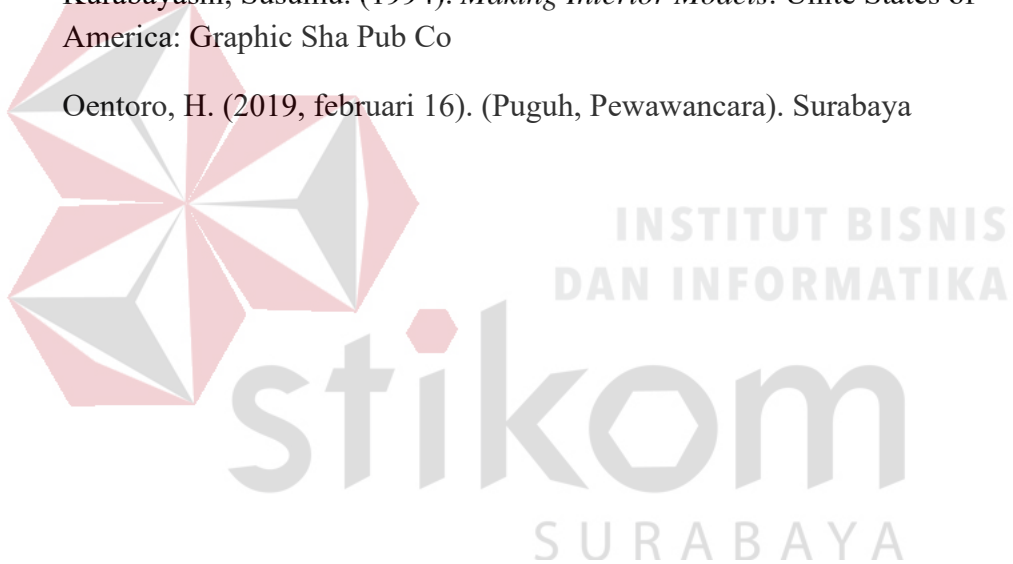 Kurabayashi, Susumu. (1994). Making Interior Models. Unite States of
America: Graphic Sha Pub Co
Oentoro, H. (2019, februari 16). (Puguh, Pewawancara). Surabaya
INSTITUT BISNIS
DAN INFORMATIKA
stikom
SURABAYA